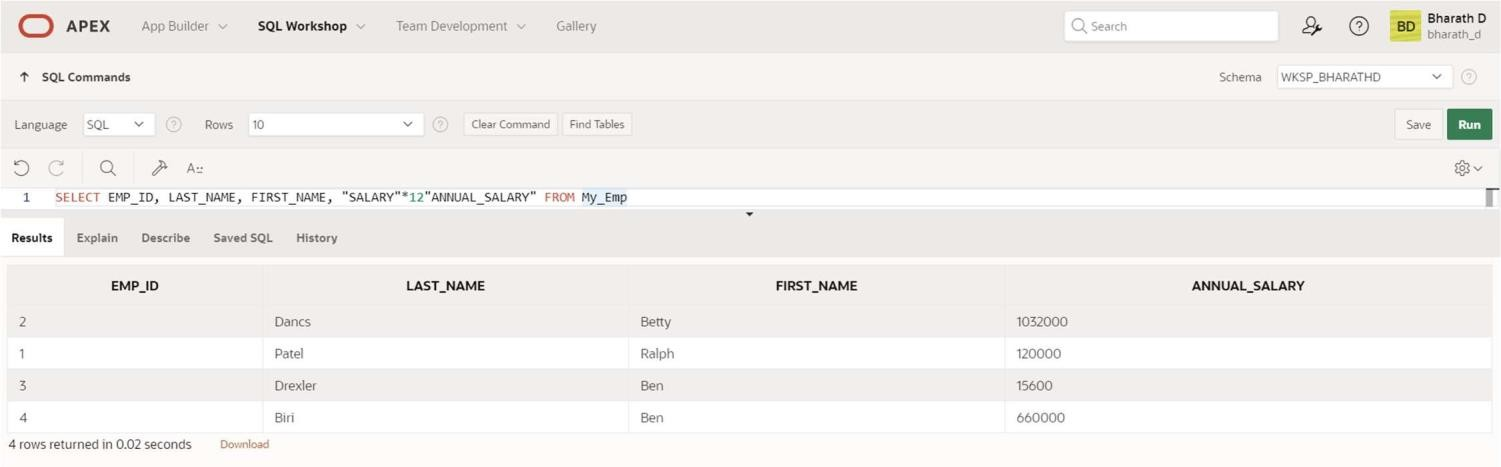 APEX App Builder SQL Workshop Team Development Gallery Search BD Bharath D
bharath_d
SQL Commands Schema WKSP_BHARATHD
Language SQL Rows 10 Clear Command Find Tables Save Run
A::
1 SELECT EMP_ID, LAST_NAME, FIRST_NAME, "SALARY"*12"ANNUAL_SALARY" FROM My_Emp
Results Explain Describe Saved SQL History
EMP_ID LAST_NAME FIRST_NAME ANNUAL_SALARY
2 Dancs Betty 1032000
1 Patel Ralph 120000
3 Drexler Ben 15600
4 Biri Ben 660000
4 rows returned in 0.02 seconds Download